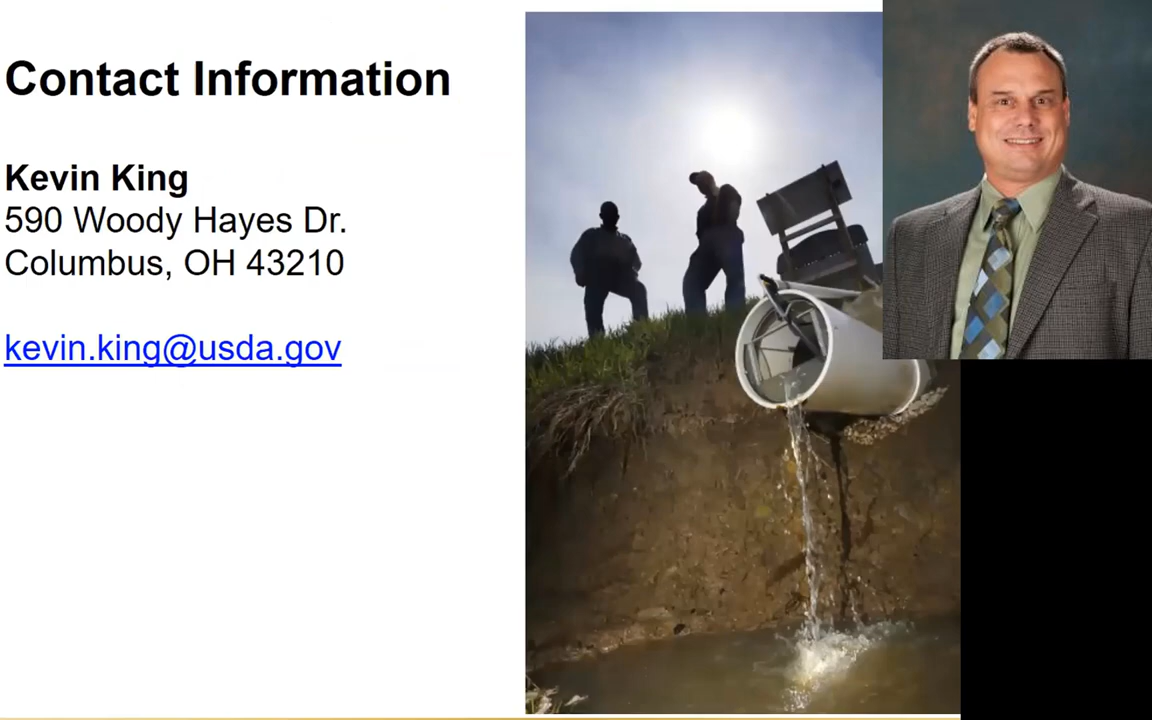 Contact Information
Kevin King
590 Woody Hayes Dr.
Columbus, OH 43210
kevin.king@usda.gov